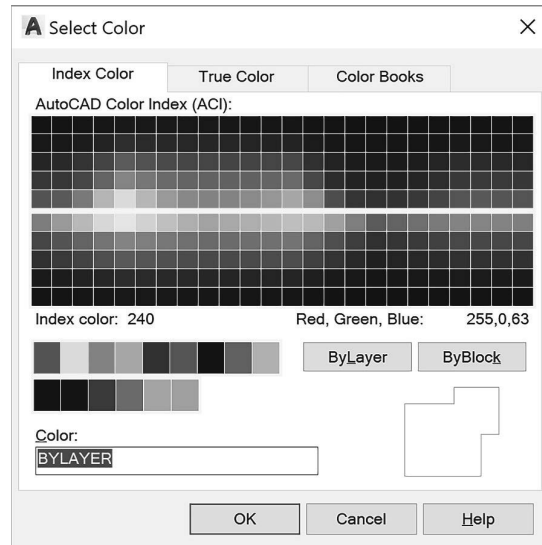 Select Color
Index Color True Color Color Books
AutoCAD Color Index (ACI):
Index color: 240 Red, Green, Blue: 255,0,63
ByLayer ByBlock
Color:
BYLAYER
OK Cancel Help